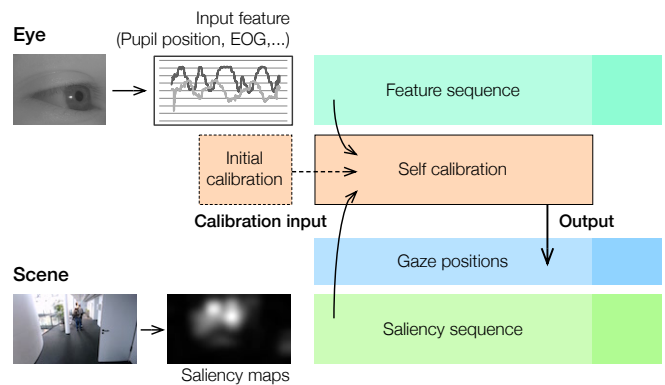 Input feature
Eye
(Pupil position, EOG,...)
Feature sequence
Initial
calibration
Self calibration
Calibration input
Output
Gaze positions
Scene
Saliency sequence
Saliency maps